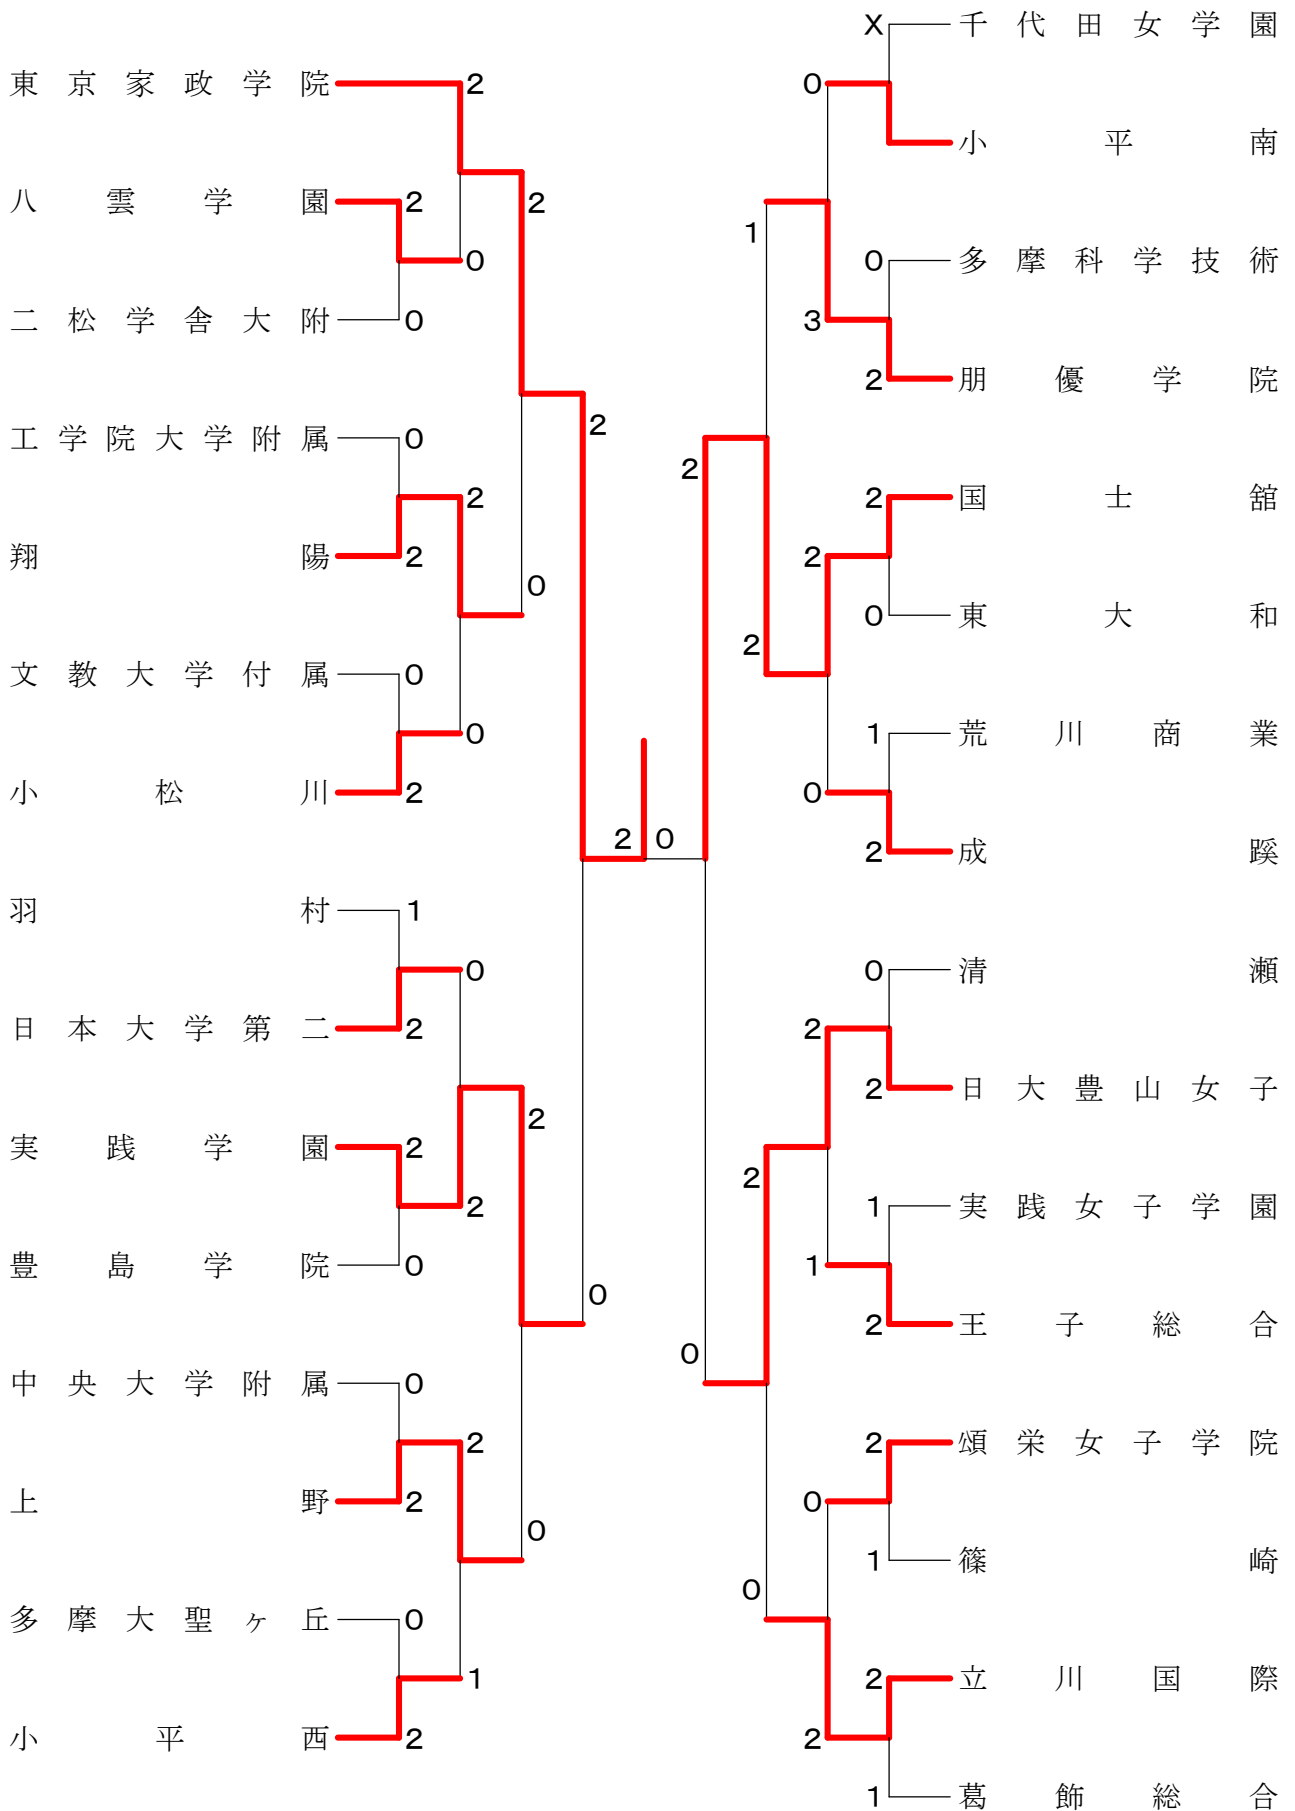 東京家政学院
2
八雲学園
2
2
0
二松学舎大附
0
工学院大学附属
0
2
2
翔陽
2
0
文教大学付属
0
0
小松川
2
羽村
1
0
日本大学第二
2
2
実践学園
2
2
豊島学院
0
0
中央大学附属
0
2
上野
2
0
多摩大聖ヶ丘
0
1
小平西
2
2 0
X 千代田女学園
0
小平南
1
0 多摩科学技術
3
2 朋優学院
2
2 国士舘
2
0 東大和
2
1 荒川商業
0
2 成蹊
0 清瀬
2
2 日大豊山女子
2
1 実践女子学園
1
2 王子総合
0
2 頌栄女子学院
0
1 篠崎
0
2 立川国際
2
1 葛飾総合